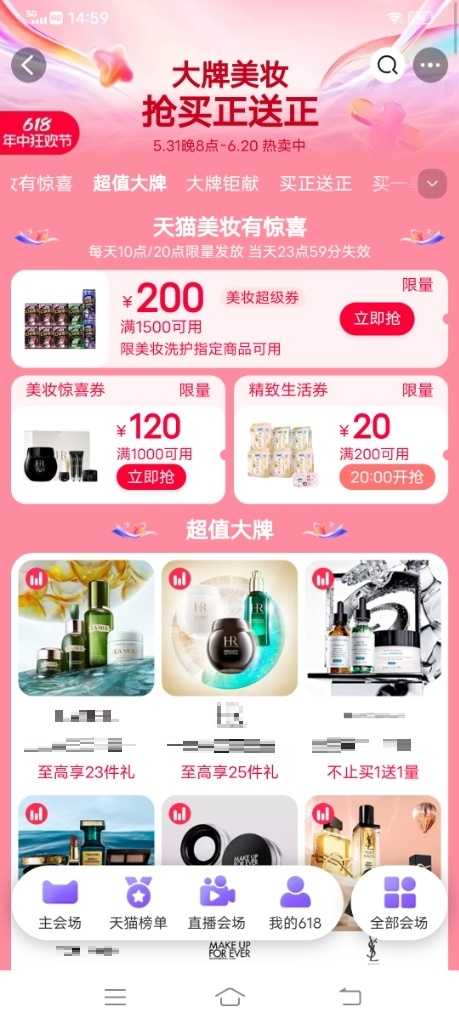 5G HD 14:59
大牌美妆
抢买正送正
618
年中狂欢节
5.31晚8点-6.20 热卖中
有惊喜 超值大牌 大牌钜献 买正送正 买一
天猫美妆有惊喜
每天10点/20点限量发放 当天23点59分失效
限量
¥200 美妆超级券
满1500可用
限美妆洗护指定商品可用
立即抢
美妆惊喜券 限量
¥120
满1000可用
立即抢
精致生活券 限量
¥20
满200可用
20:00开抢
超值大牌
LA MER
HR
至高享23件礼 至高享25件礼 不止买1送1量
MAKE UP
FOR EVER
YSL
主会场 天猫榜单 直播会场 我的618 全部会场
MAKE UP
FOR EVER
YSL